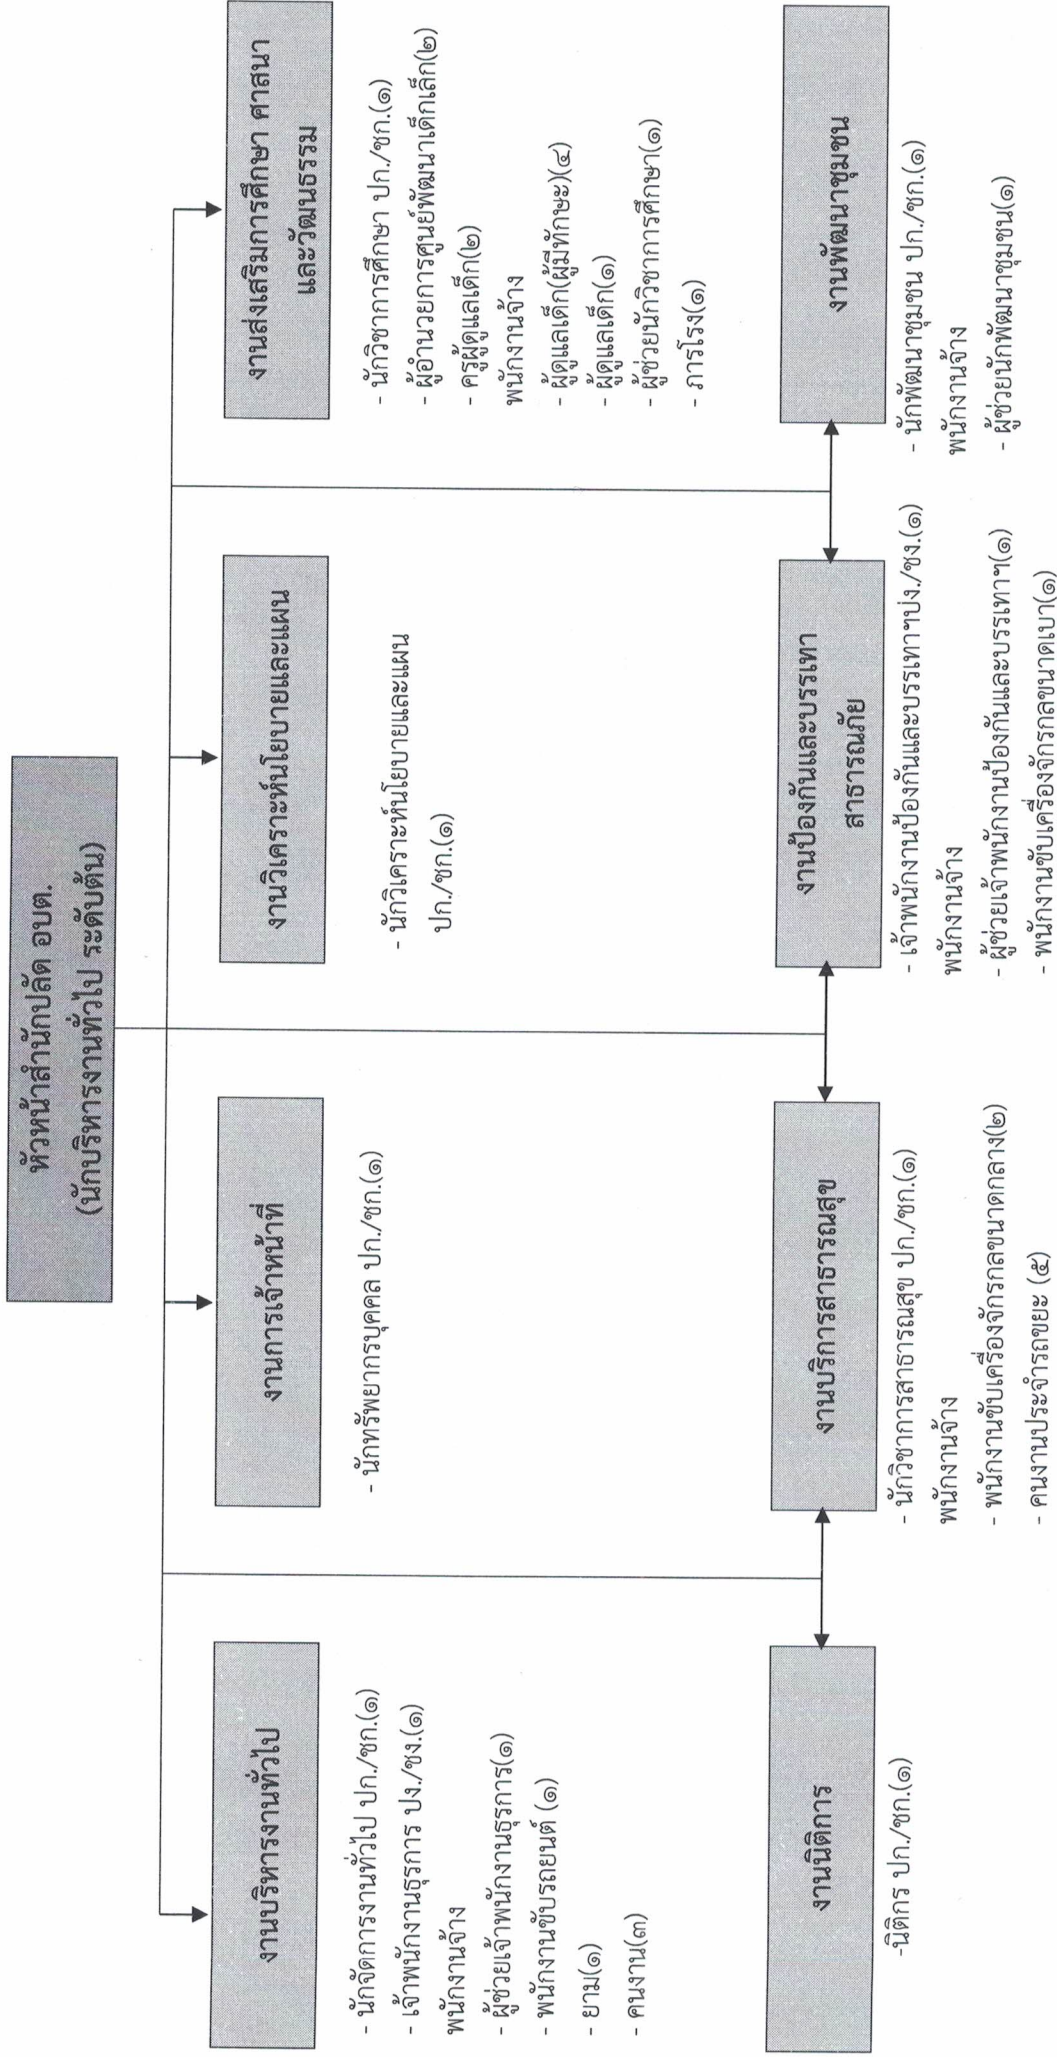 หัวหน้าสำนักปลัด อบต.
(นักบริหารงานทั่วไป ระดับต้น)
งานบริหารงานทั่วไป
- นักจัดการงานทั่วไป ปก./ชก.(๑)
- เจ้าพนักงานธุรการ ปง./ชง.(๑)
พนักงานจ้าง
- ผู้ช่วยเจ้าพนักงานธุรการ(๑)
- พนักงานขับรถยนต์ (๑)
- ยาม(๑)
- คนงาน(๓)
งานการเจ้าหน้าที่
- นักทรัพยากรบุคคล ปก./ชก.(๑)
งานวิเคราะห์นโยบายและแผน
- นักวิเคราะห์นโยบายและแผน
ปก./ชก.(๑)
งานส่งเสริมการศึกษา ศาสนา
และวัฒนธรรม
- นักวิชาการศึกษา ปก./ชก.(๑)
- ผู้อำนวยการศูนย์พัฒนาเด็กเล็ก(๒)
- ครูผู้ดูแลเด็ก(๒)
พนักงานจ้าง
- ผู้ดูแลเด็ก(ผู้มีทักษะ)(๔)
- ผู้ดูแลเด็ก(๑)
- ผู้ช่วยนักวิชาการศึกษา(๑)
- ภารโรง(๑)
งานนิติการ
-นิติกร ปก./ชก.(๑)
งานบริการสาธารณสุข
- นักวิชาการสาธารณสุข ปก./ชก.(๑)
พนักงานจ้าง
- พนักงานขับเครื่องจักรกลขนาดกลาง(๒)
- คนงานประจำรถขยะ (๕)
งานป้องกันและบรรเทา
สาธารณภัย
- เจ้าพนักงานป้องกันและบรรเทาฯปง./ชง.(๑)
พนักงานจ้าง
- ผู้ช่วยเจ้าพนักงานป้องกันและบรรเทาฯ(๑)
- พนักงานขับเครื่องจักรกลขนาดเบา(๑)
งานพัฒนาชุมชน
- นักพัฒนาชุมชน ปก./ชก.(๑)
พนักงานจ้าง
- ผู้ช่วยนักพัฒนาชุมชน(๑)